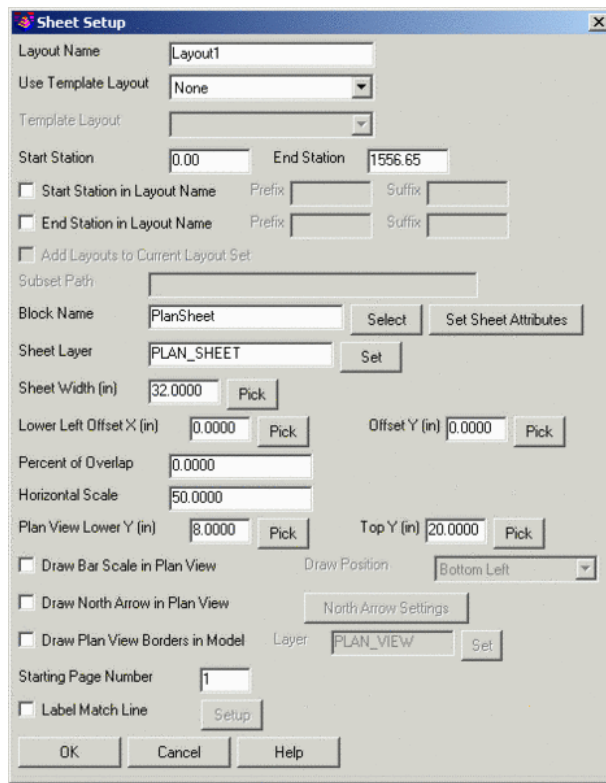 Sheet Setup
Layout Name Layout1
Use Template Layout None
Template Layout
Start Station 0.00 End Station 1556.65
Start Station in Layout Name Prefix Suffix
End Station in Layout Name Prefix Suffix
Add Layouts to Current Layout Set
Subset Path
Block Name PlanSheet Select Set Sheet Attributes
Sheet Layer PLAN_SHEET Set
Sheet Width (in) 32.0000 Pick
Lower Left Offset X (in) 0.0000 Pick Offset Y (in) 0.0000 Pick
Percent of Overlap 0.0000
Horizontal Scale 50.0000
Plan View Lower Y (in) 8.0000 Pick Top Y (in) 20.0000 Pick
Draw Bar Scale in Plan View Draw Position Bottom Left
Draw North Arrow in Plan View North Arrow Settings
Draw Plan View Borders in Model Layer PLAN_VIEW Set
Starting Page Number 1
Label Match Line Setup
OK Cancel Help